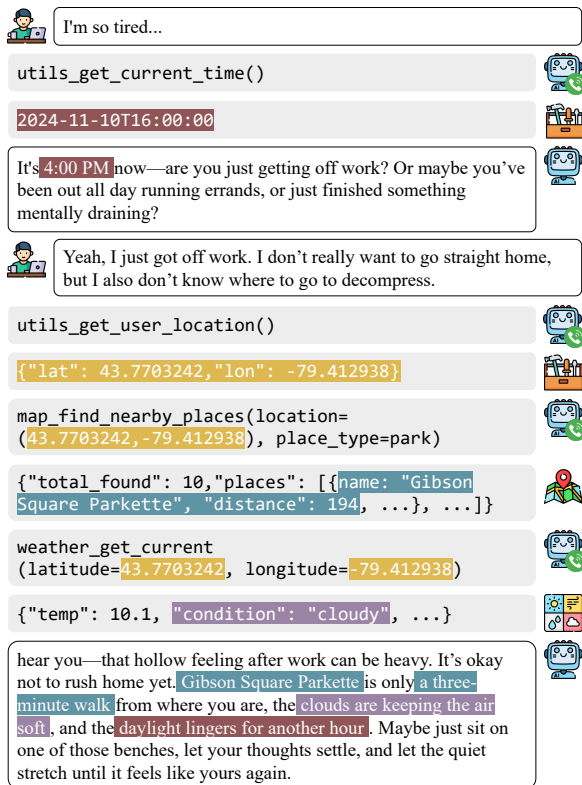 I'm so tired...
utils_get_current_time()
2024-11-10T16:00:00
It's 4:00 PM now—are you just getting off work? Or maybe you've
been out all day running errands, or just finished something
mentally draining?
Yeah, I just got off work. I don't really want to go straight home,
but I also don't know where to go to decompress.
utils_get_user_location()
{"lat": 43.7703242,"lon": -79.412938}
map_find_nearby_places(location=
(43.7703242,-79.412938), place_type=park)
{"total_found": 10,"places": [{name: "Gibson
Square Parkette", "distance": 194, ...}, ...]}
weather_get_current
(latitude=43.7703242, longitude=-79.412938)
{"temp": 10.1, "condition": "cloudy", ...}
hear you—that hollow feeling after work can be heavy. It's okay
not to rush home yet. Gibson Square Parkette is only a three-
minute walk from where you are, the clouds are keeping the air
soft , and the daylight lingers for another hour . Maybe just sit on
one of those benches, let your thoughts settle, and let the quiet
stretch until it feels like yours again.